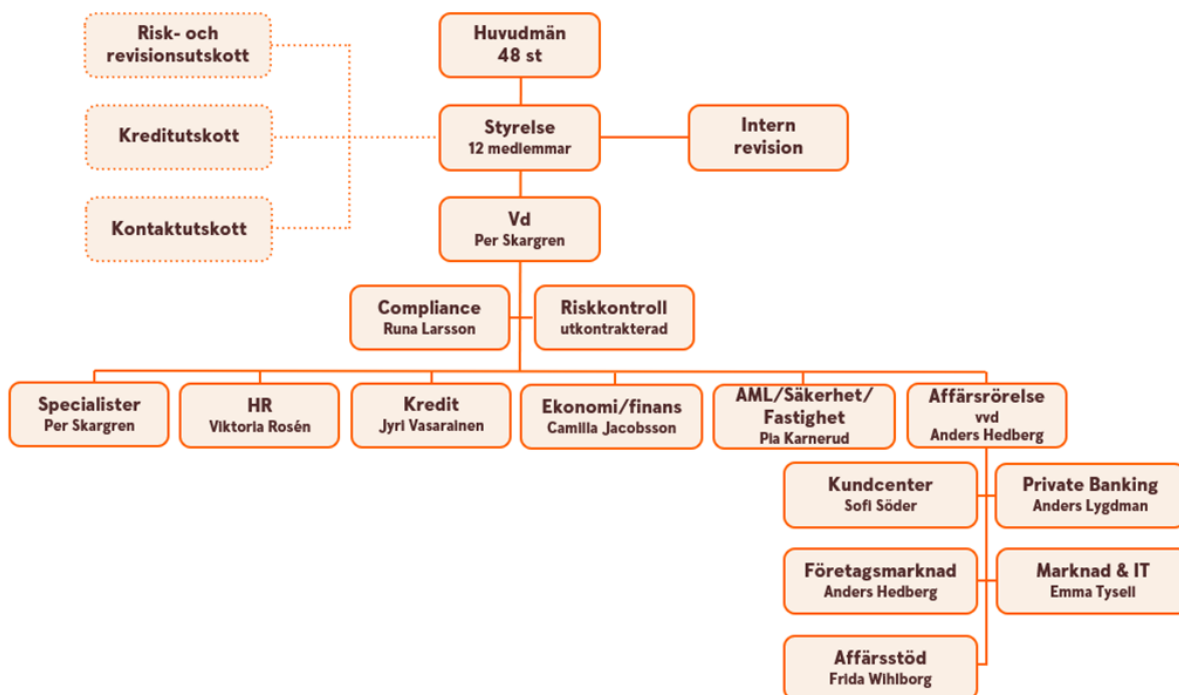 Risk- och
revisionsutskott
Huvudmän
48 st
Kreditutskott
Styrelse
12 medlemmar
Intern
revision
Kontaktutskott
Vd
Per Skargren
Compliance
Runa Larsson
Riskkontroll
utkontrakterad
Specialister
Per Skargren
HR
Viktoria Rosén
Kredit
Jyri Vasarainen
Ekonomi/finans
Camilla Jacobsson
AML/Säkerhet/
Fastighet
Pia Karnerud
Affärsrörelse
vvd
Anders Hedberg
Kundcenter
Sofi Söder
Private Banking
Anders Lygdman
Företagsmarknad
Anders Hedberg
Marknad & IT
Emma Tysell
Affärsstöd
Frida Wihlborg